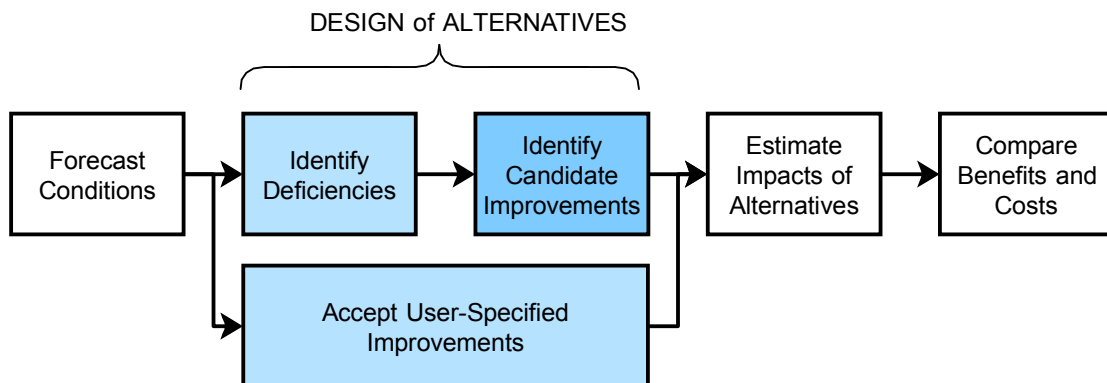 DESIGN of ALTERNATIVES
Forecast
Conditions
Identify
Deficiencies
Identify
Candidate
Improvements
Estimate
Impacts of
Alternatives
Compare
Benefits and
Costs
Accept User-Specified
Improvements